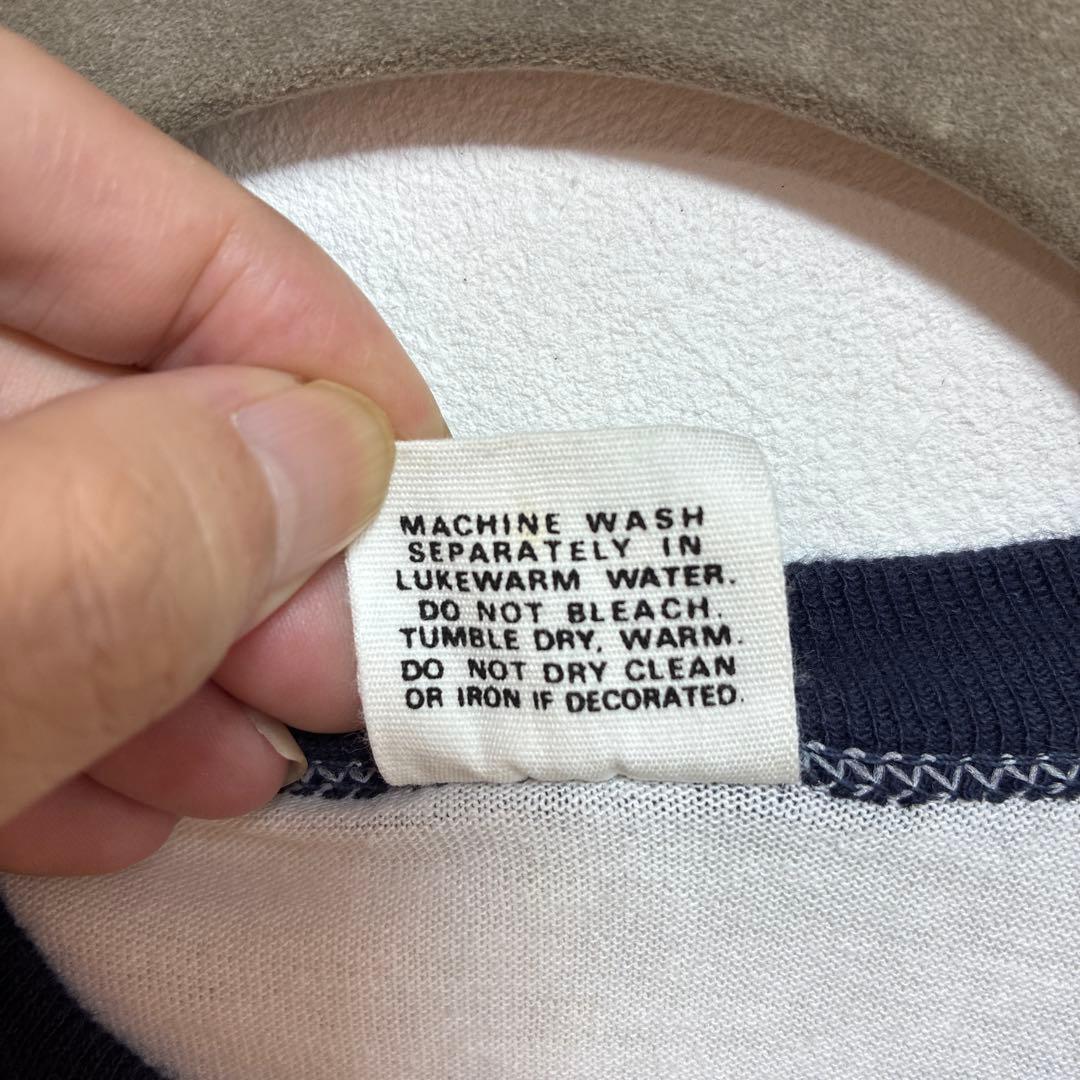 MACHINE WASH
SEPARATELY IN
LUKEWARM WATER.
DO NOT BLEACH.
TUMBLE DRY, WARM.
DO NOT DRY CLEAN
OR IRON IF DECORATED.